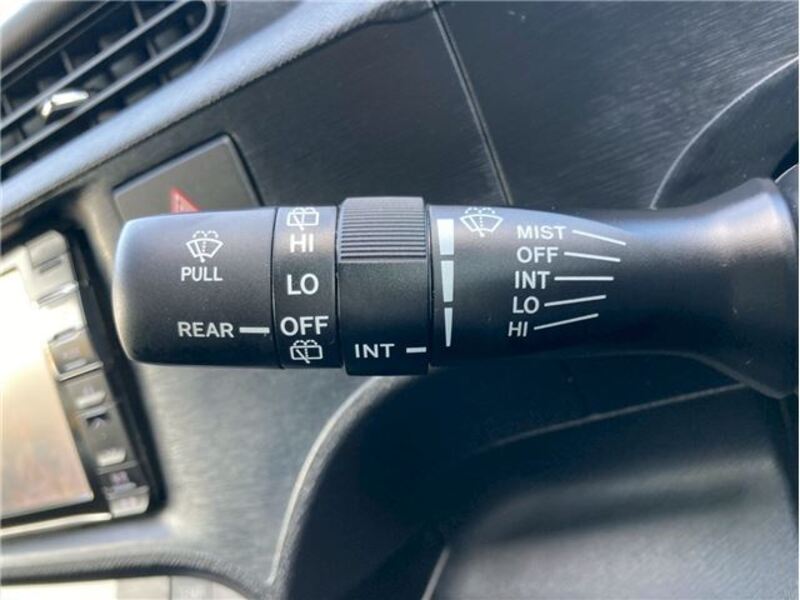 PULL
REAR
HI
LO
OFF
INT
MIST
OFF
INT
LO
HI